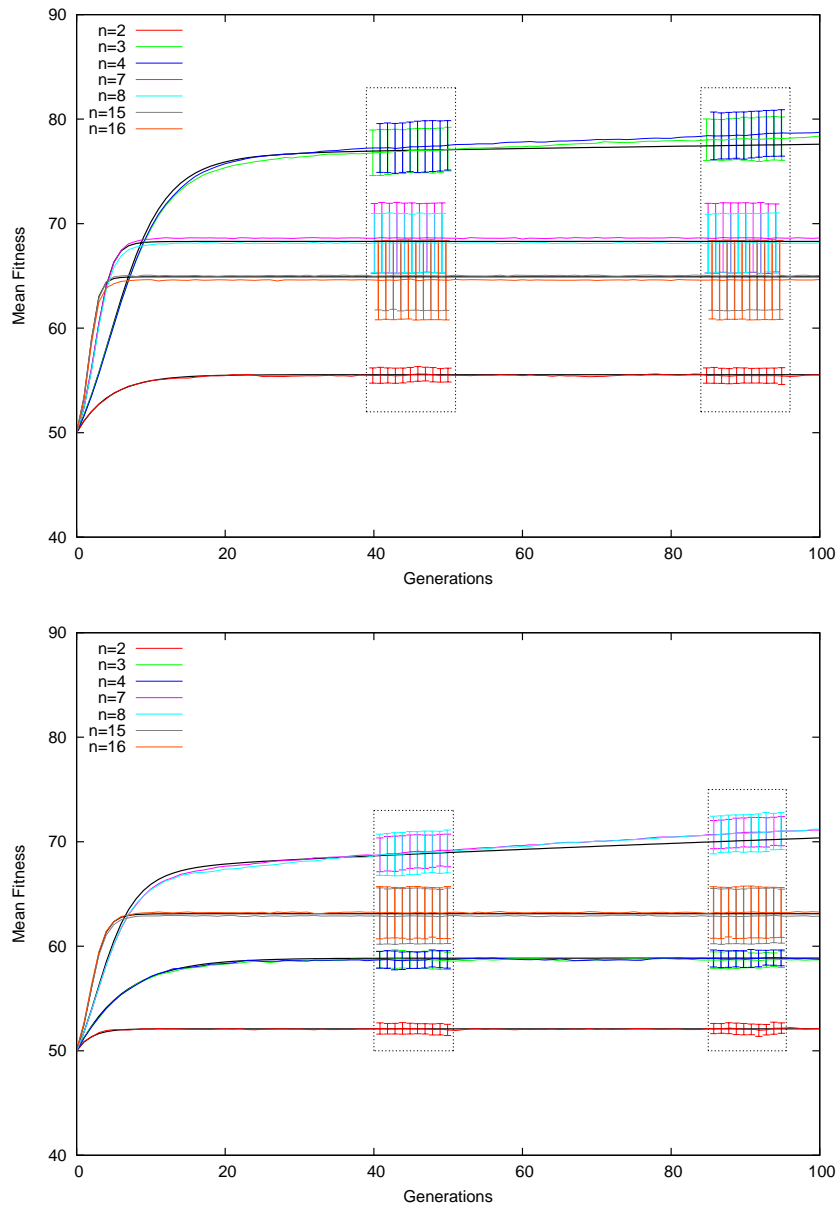 90
80
70
60
50
40
Mean Fitness
n=2
n=3
n=4
n=7
n=8
n=15
n=16
0 20 40 60 80 100
Generations
90
80
70
60
50
40
Mean Fitness
n=2
n=3
n=4
n=7
n=8
n=15
n=16
0 20 40 60 80 100
Generations